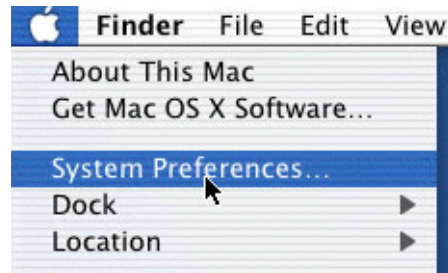 Finder File Edit View
About This Mac
Get Mac OS X Software...
System Preferences...
Dock
Location